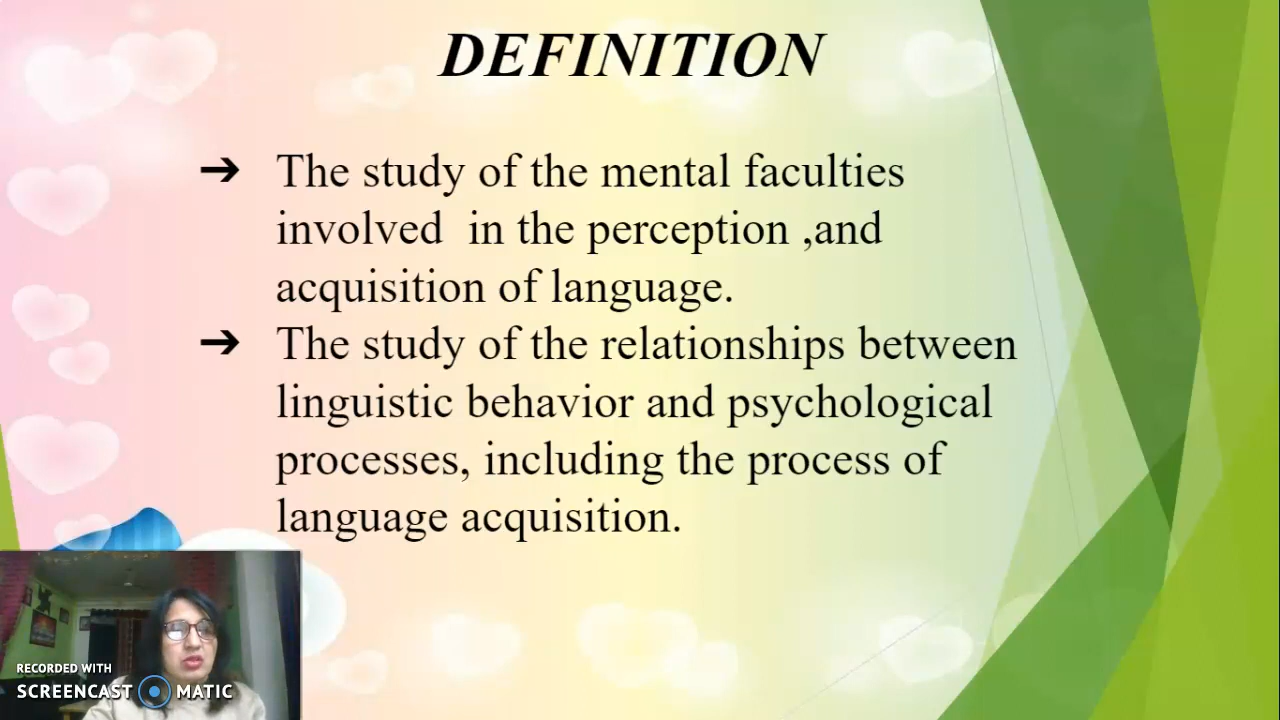 DEFINITION
➔ The study of the mental faculties
involved  in the perception ,and
acquisition of language.
➔ The study of the relationships between
linguistic behavior and psychological
processes, including the process of
language acquisition.
RECORDED WITH
SCREENCAST MATIC